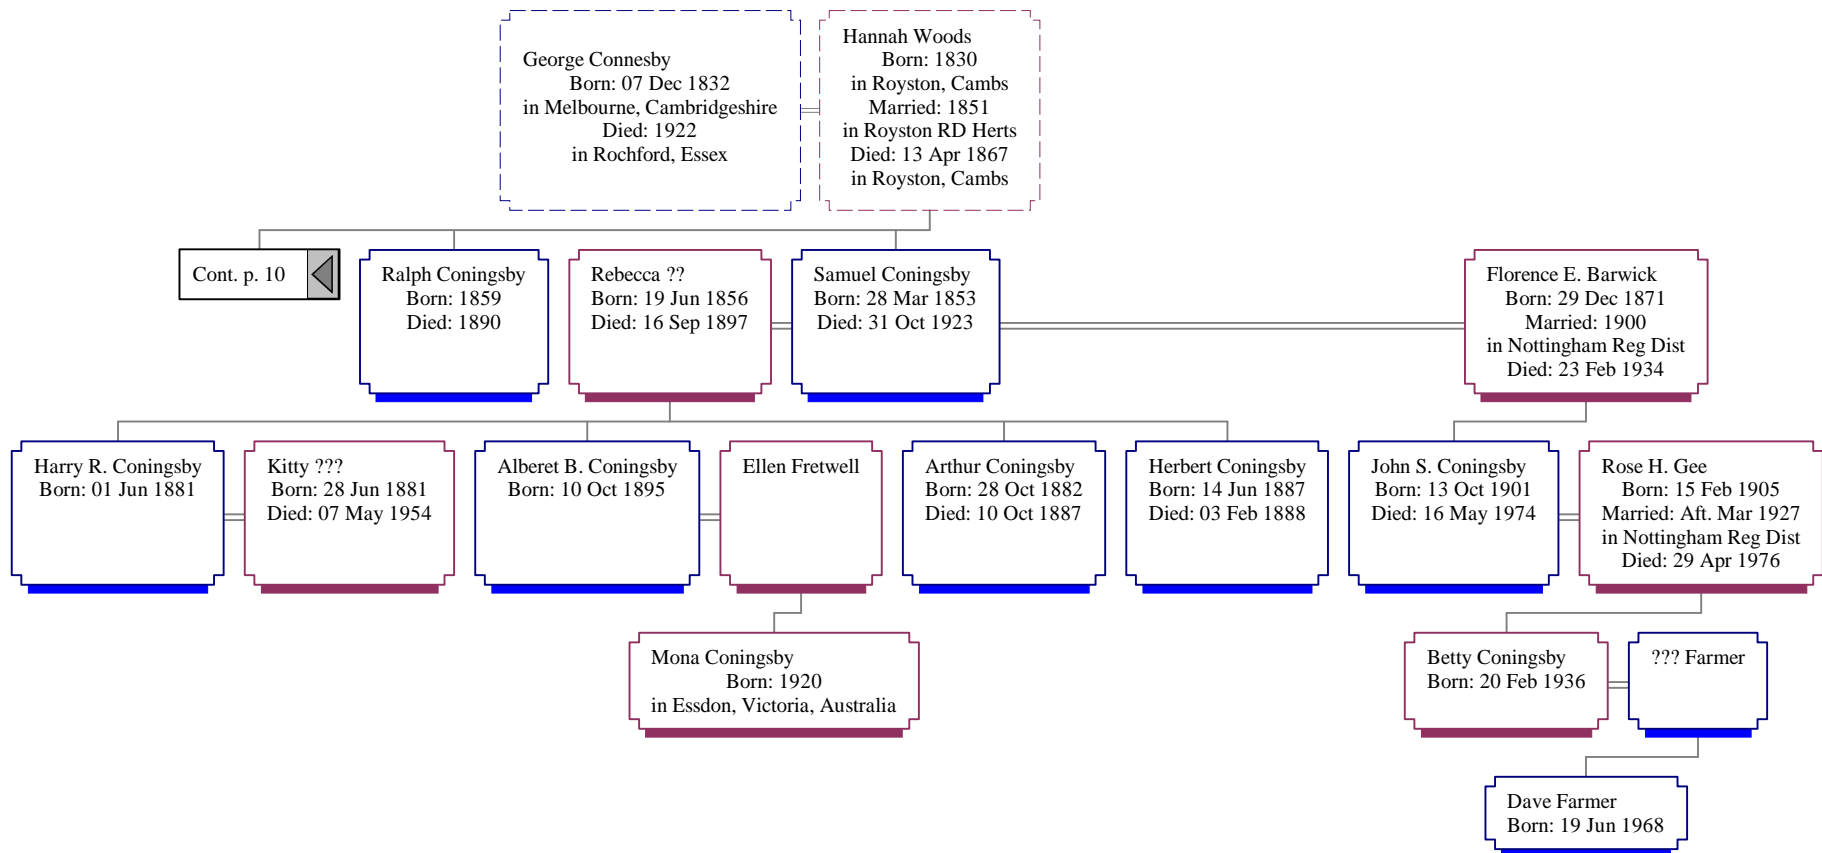 George Connesby
Born: 07 Dec 1832
in Melbourne, Cambridgeshire
Died: 1922
in Rochford, Essex
Hannah Woods
Born: 1830
in Royston, Cambs
Married: 1851
in Royston RD Herts
Died: 13 Apr 1867
in Royston, Cambs
Cont. p. 10
Ralph Coningsby
Born: 1859
Died: 1890
Rebecca ??
Born: 19 Jun 1856
Died: 16 Sep 1897
Samuel Coningsby
Born: 28 Mar 1853
Died: 31 Oct 1923
Florence E. Barwick
Born: 29 Dec 1871
Married: 1900
in Nottingham Reg Dist
Died: 23 Feb 1934
Harry R. Coningsby
Born: 01 Jun 1881
Kitty ???
Born: 28 Jun 1881
Died: 07 May 1954
Alberet B. Coningsby
Born: 10 Oct 1895
Ellen Fretwell
Arthur Coningsby
Born: 28 Oct 1882
Died: 10 Oct 1887
Herbert Coningsby
Born: 14 Jun 1887
Died: 03 Feb 1888
John S. Coningsby
Born: 13 Oct 1901
Died: 16 May 1974
Rose H. Gee
Born: 15 Feb 1905
Married: Aft. Mar 1927
in Nottingham Reg Dist
Died: 29 Apr 1976
Mona Coningsby
Born: 1920
in Essdon, Victoria, Australia
Betty Coningsby
Born: 20 Feb 1936
??? Farmer
Dave Farmer
Born: 19 Jun 1968